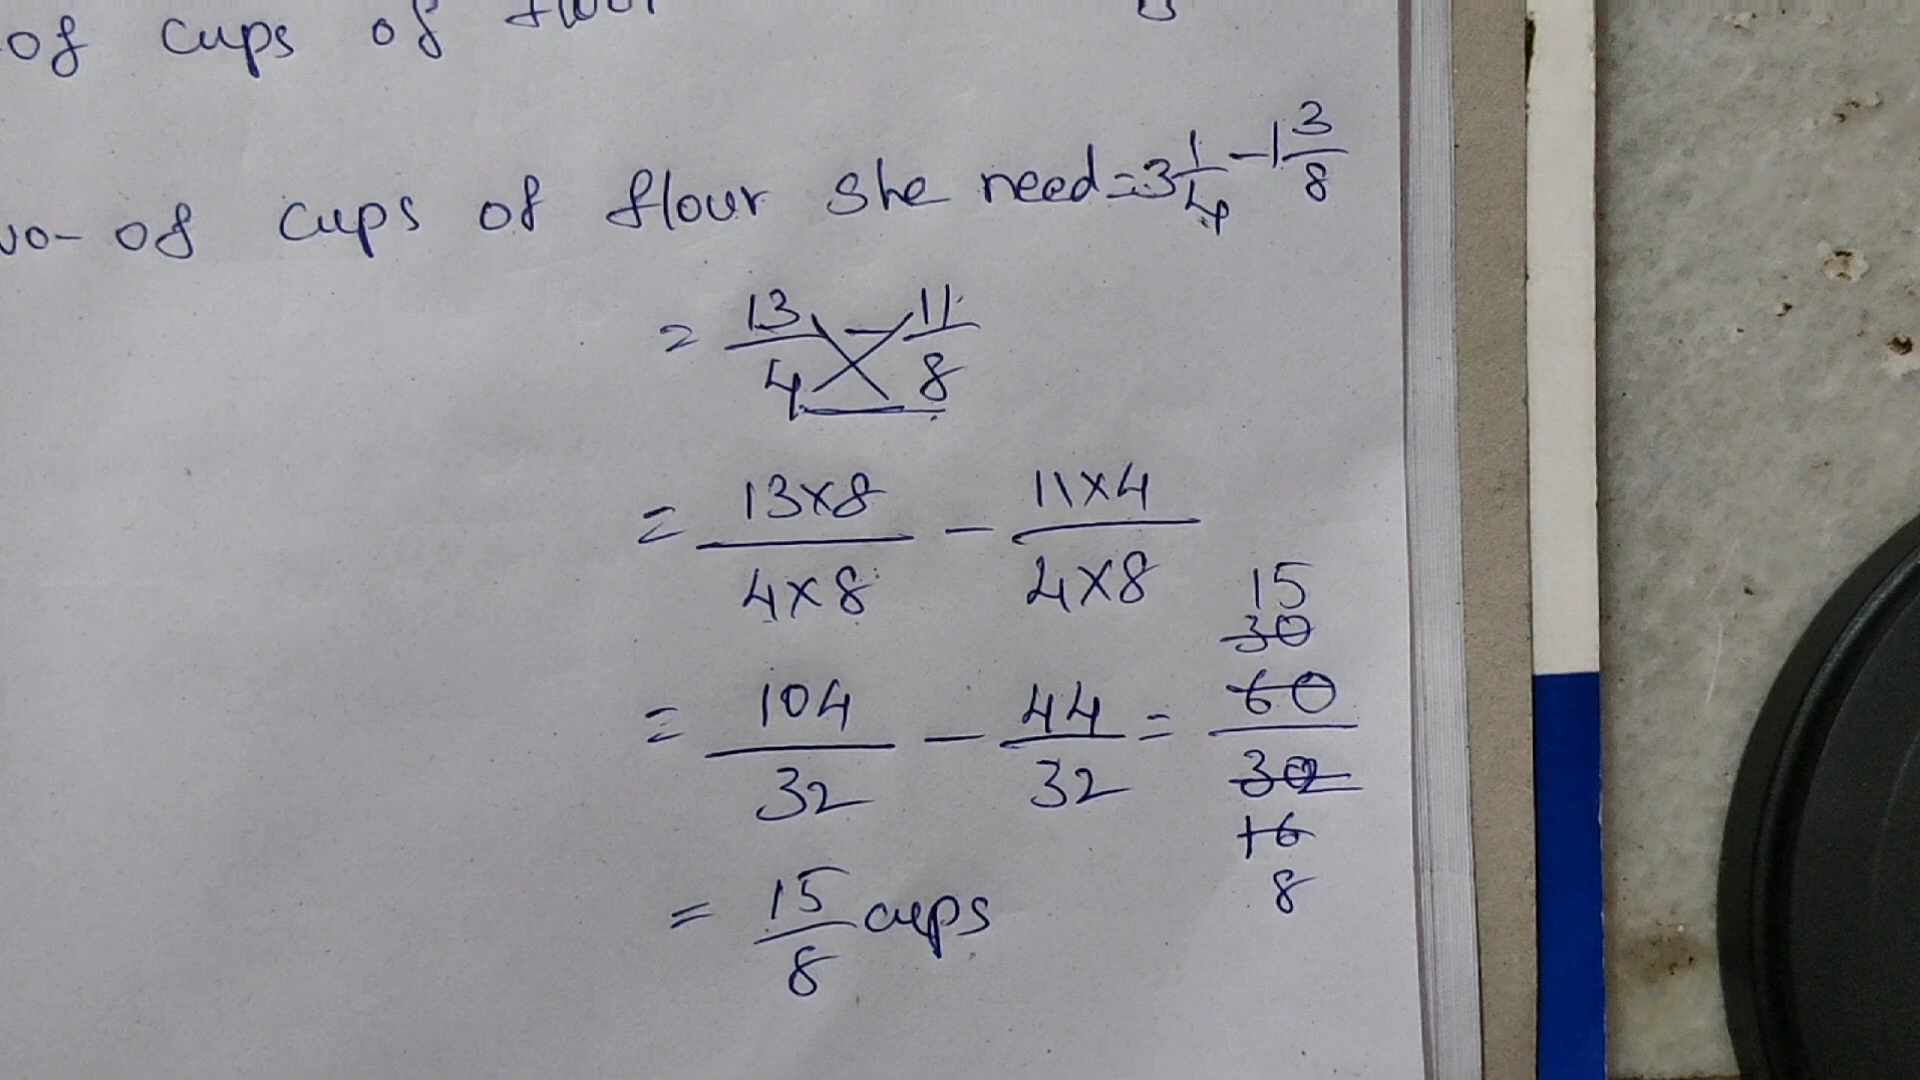 of cups of flour
no- of cups of flour she need = 3 1/4 - 1 3/8
= 13/4 - 11/8
= 13×8/4×8 - 11×4/4×8
15
30
= 104/32 - 44/32 = 60/32
16
8
= 15/8 cups